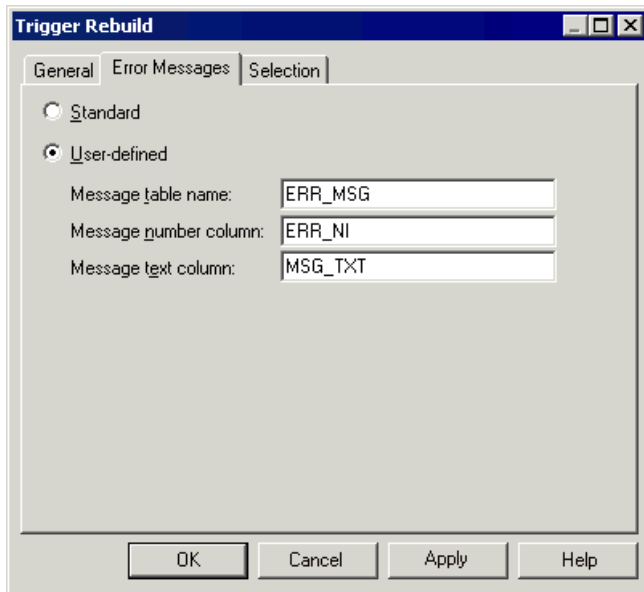 Trigger Rebuild
General Error Messages Selection
Standard
User-defined
Message table name: ERR_MSG
Message number column: ERR_NI
Message text column: MSG_TXT
OK Cancel Apply Help